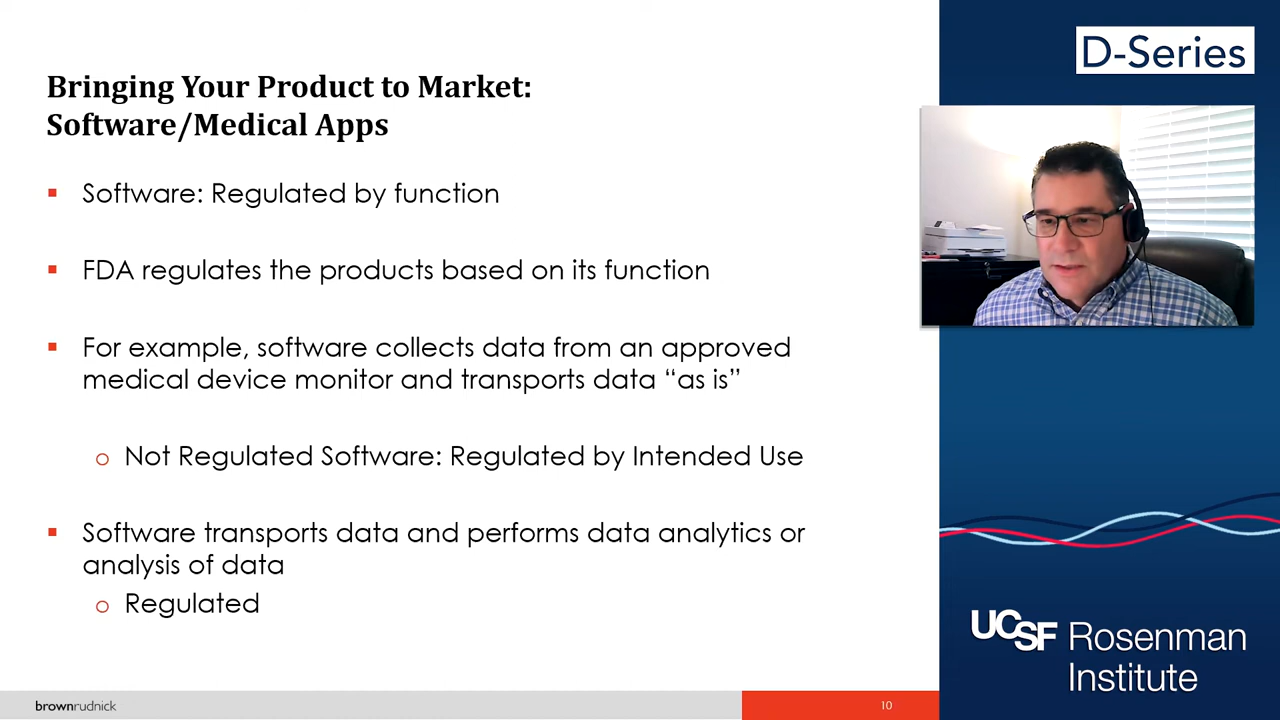 Bringing Your Product to Market:
Software/Medical Apps
Software: Regulated by function
FDA regulates the products based on its function
For example, software collects data from an approved
medical device monitor and transports data “as is”
Not Regulated Software: Regulated by Intended Use
Software transports data and performs data analytics or
analysis of data
Regulated
brownrudnick
10
D-Series
UCSF Rosenman
Institute